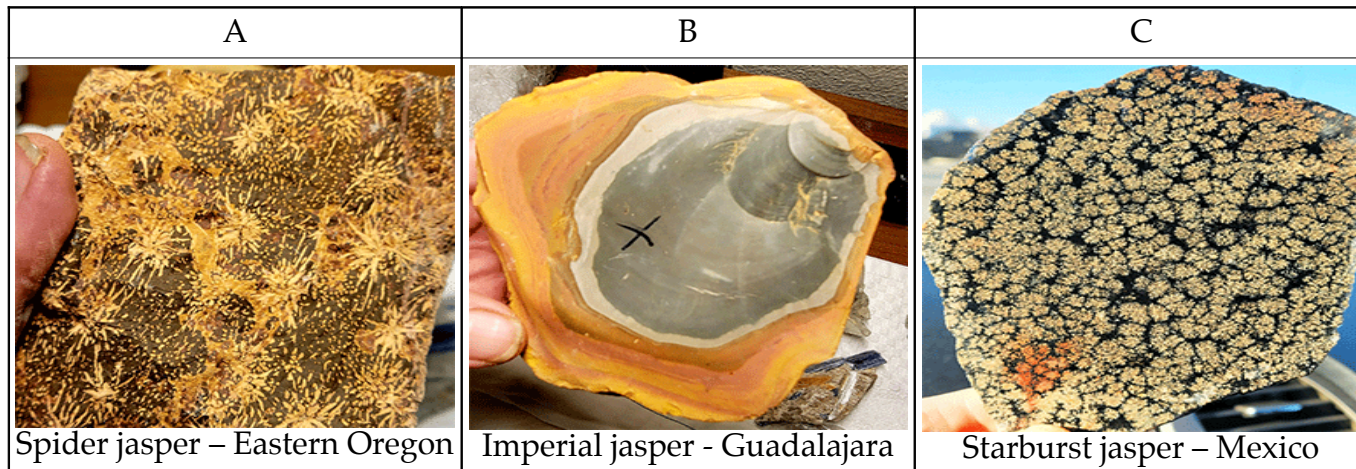 A
B
C
Spider jasper – Eastern Oregon
Imperial jasper - Guadalajara
Starburst jasper – Mexico